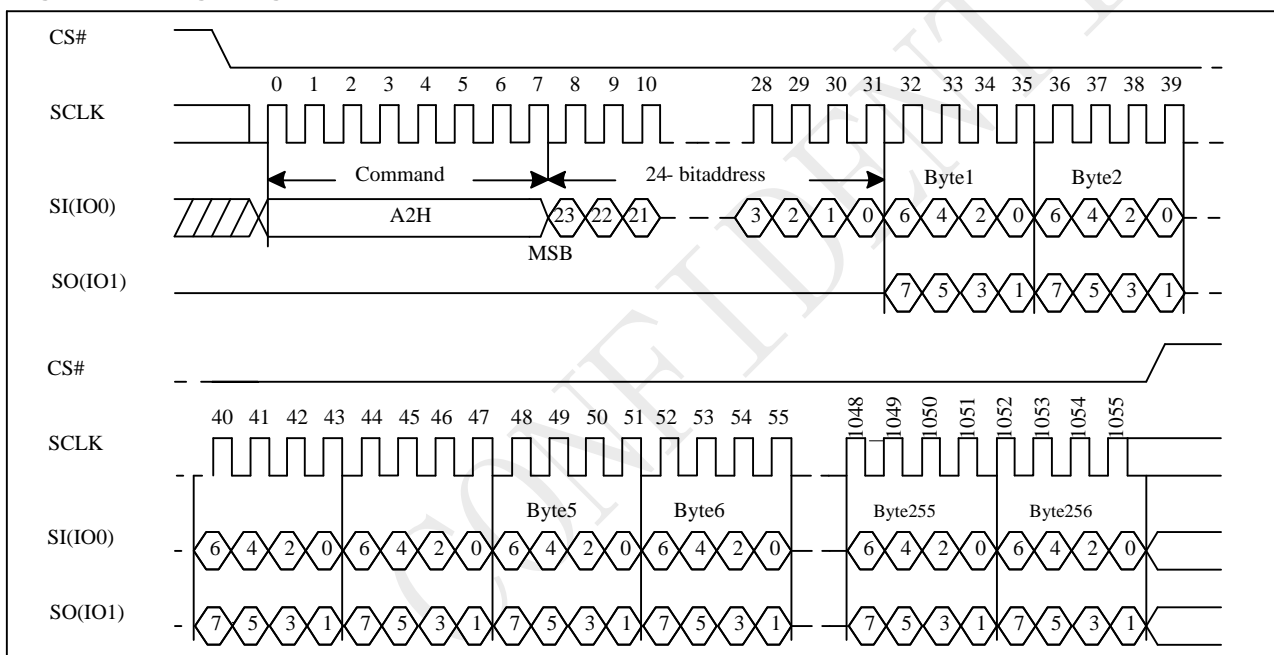 CS#
0 1 2 3 4 5 6 7 8 9 10 28 29 30 31 32 33 34 35 36 37 38 39
SCLK
Command 24- bitaddress Byte1 Byte2
SI(IO0) A2H 23 22 21 3 2 1 0 6 4 2 0 6 4 2 0
MSB
SO(IO1) 7 5 3 1 7 5 3 1
CS#
40 41 42 43 44 45 46 47 48 49 50 51 52 53 54 55 1048 1049 1050 1051 1052 1053 1054 1055
SCLK
Byte5 Byte6 Byte255 Byte256
SI(IO0) 6 4 2 0 6 4 2 0 6 4 2 0 6 4 2 0 6 4 2 0 6 4 2 0
SO(IO1) 7 5 3 1 7 5 3 1 7 5 3 1 7 5 3 1 7 5 3 1 7 5 3 1
CONFIDENT